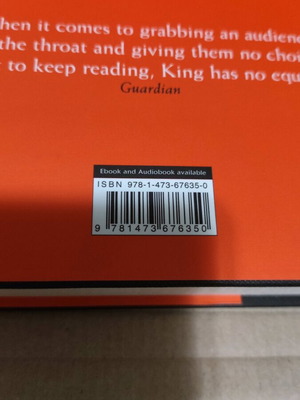 hen it comes to grabbing an audienc
the throat and giving them no choi
t to keep reading, King has no equ
Guardian
Ebook and Audiobook available
ISBN 978-1-473-67635-0
9 781473 676350